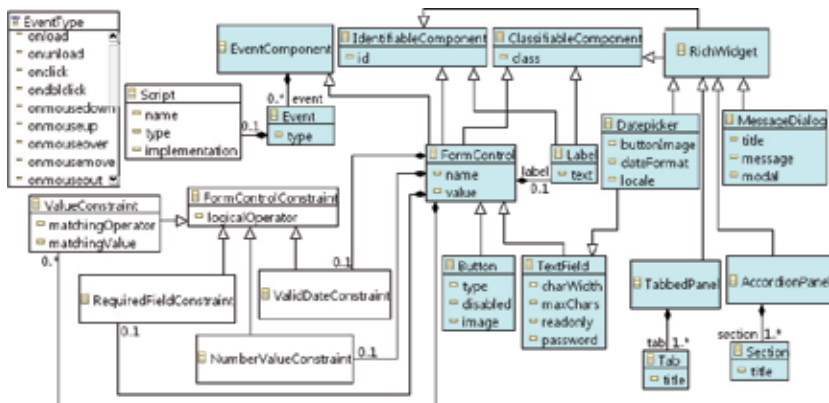 EventType
onload
onunload
onclick
ondblclick
onmousedown
onmouseup
onmouseover
onmousemove
onmouseout
EventComponent
IdentifiableComponent
id
ClassifiableComponent
class
RichWidget
Script
name
type
implementation
0..* event
0.1
Event
type
FormControl
name
value
label
0.1
Label
text
Datepicker
buttonImage
dateFormat
locale
MessageDialog
title
message
modal
ValueConstraint
matchingOperator
matchingValue
0..*
FormControlConstraint
logicalOperator
RequiredFieldConstraint
0.1
ValidDateConstraint
0.1
NumberValueConstraint
0.1
Button
type
disabled
image
TextField
charWidth
maxChars
readonly
password
TabbedPanel
tab 1..*
Tab
title
AccordionPanel
section 1..*
Section
title